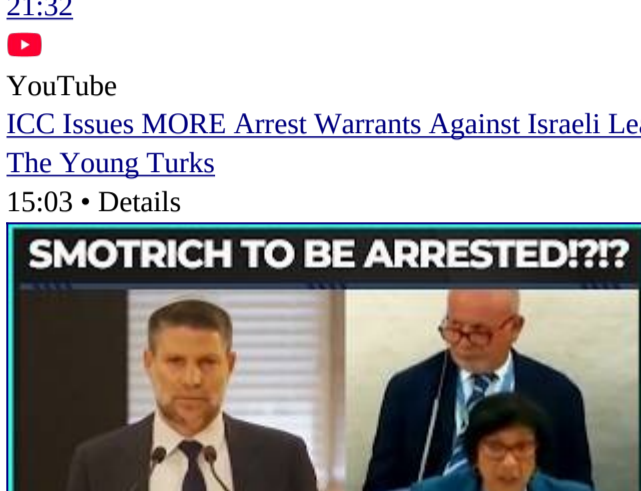 21:32
YouTube
ICC Issues MORE Arrest Warrants Against Israeli Le
The Young Turks
15:03 • Details
SMOTRICH TO BE ARRESTED!?!?